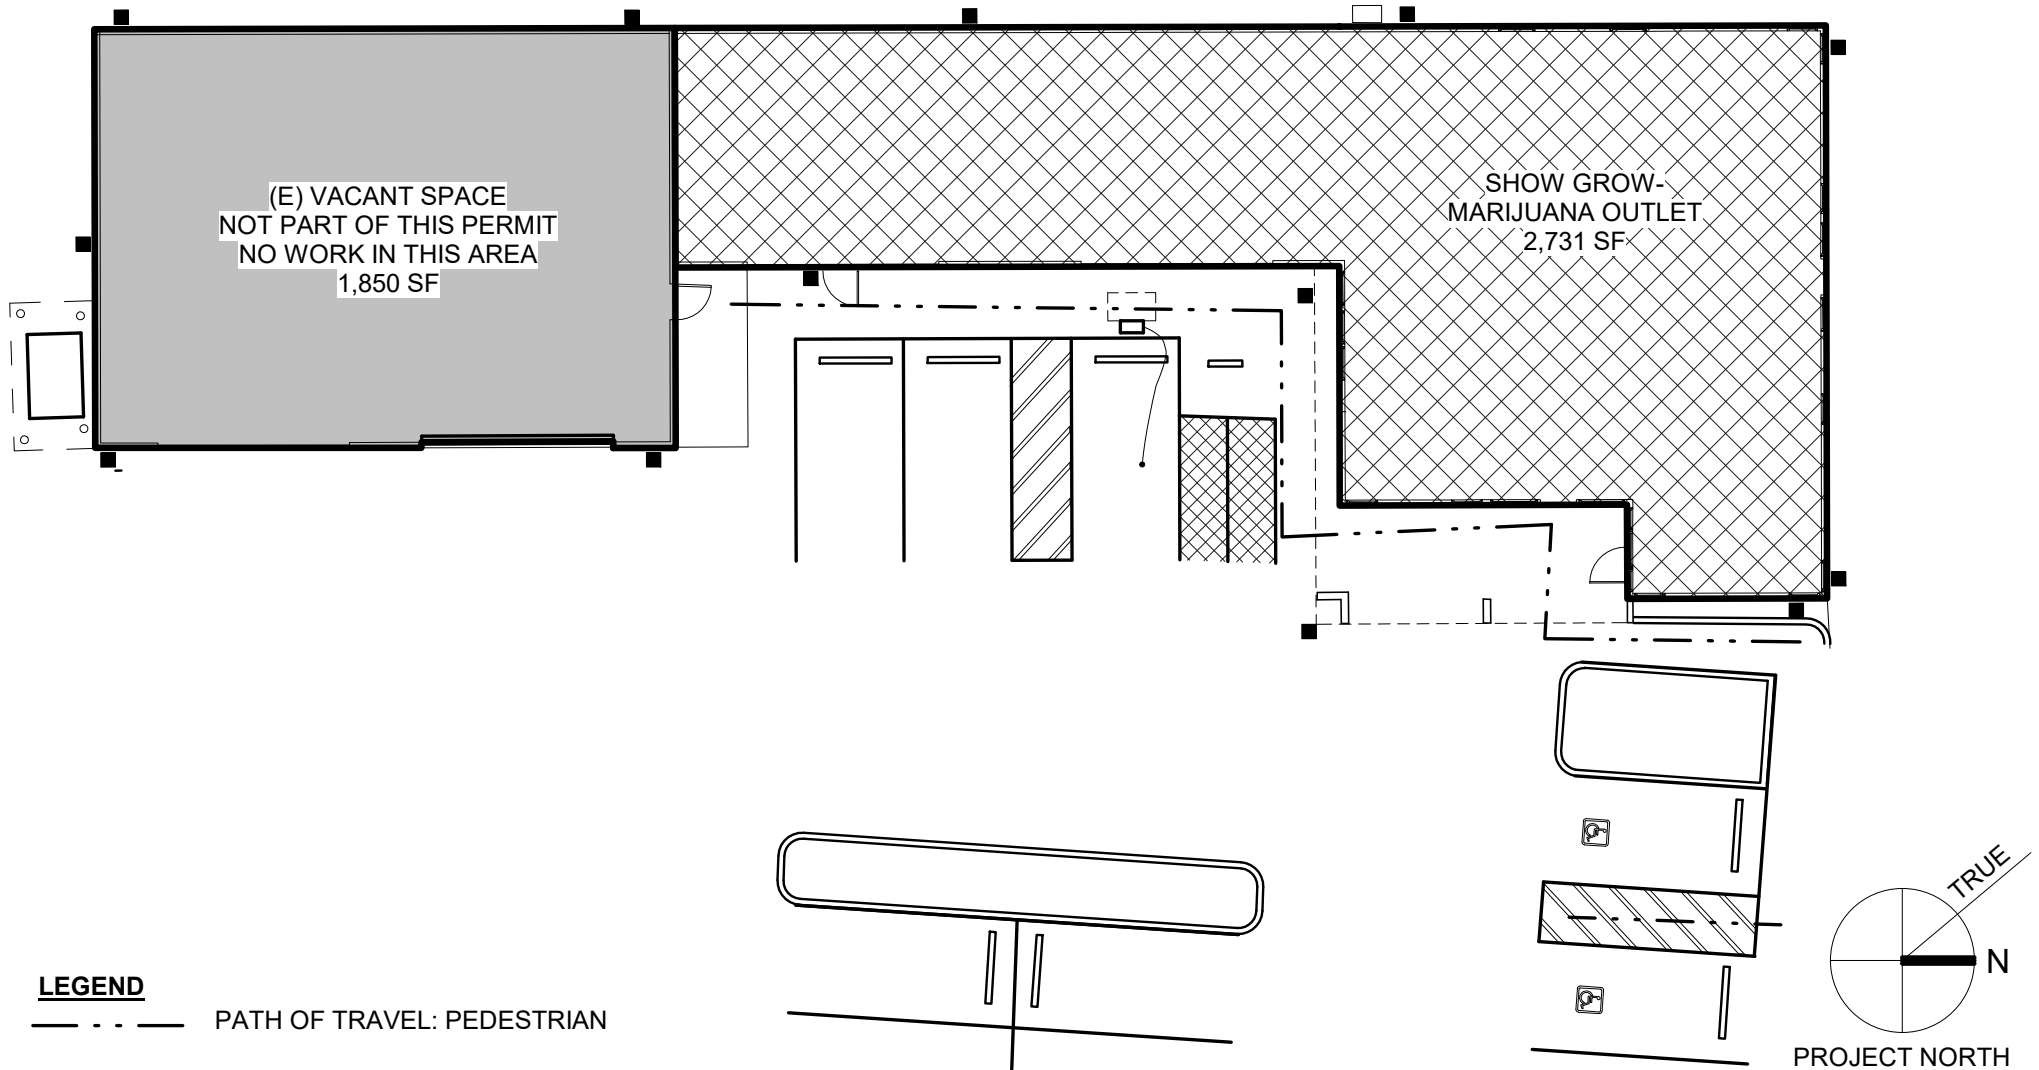 (E) VACANT SPACE
NOT PART OF THIS PERMIT
NO WORK IN THIS AREA
1,850 SF
SHOW GROW-
MARIJUANA OUTLET
2,731 SF
LEGEND
PATH OF TRAVEL: PEDESTRIAN
TRUE
N
PROJECT NORTH